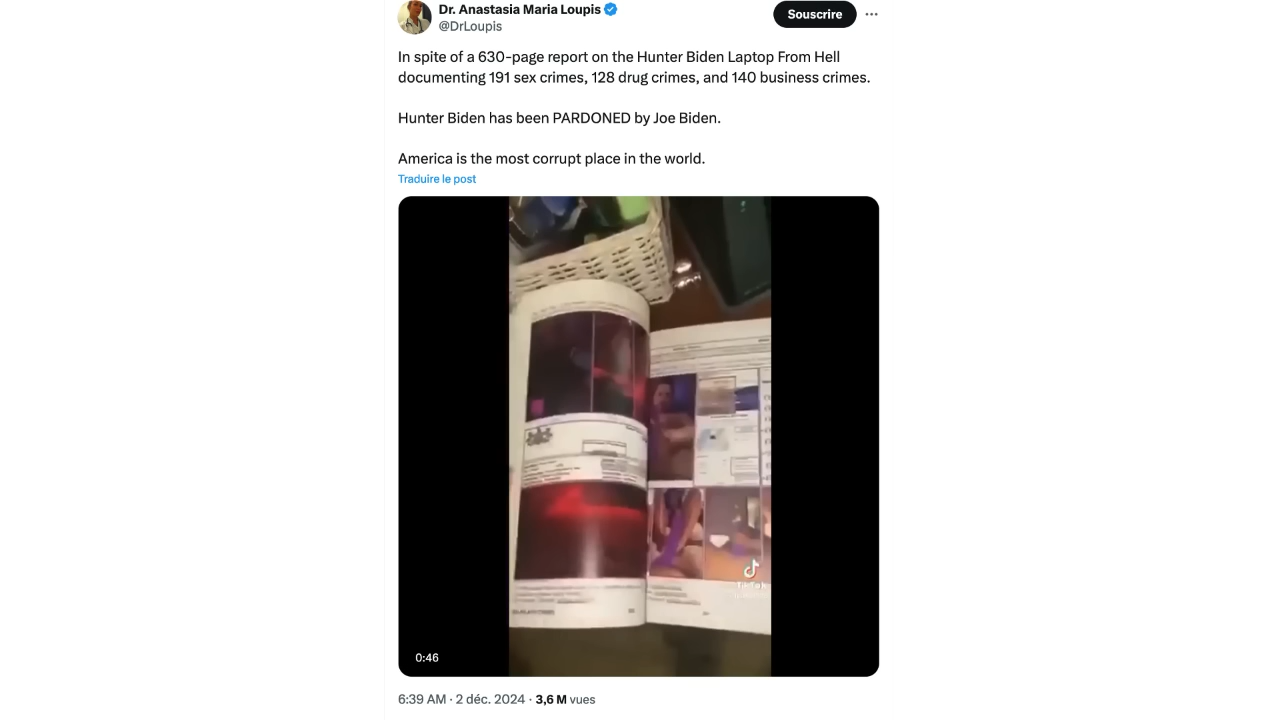 Dr. Anastasia Maria Loupis
@DrLoupis
Souscrire
In spite of a 630-page report on the Hunter Biden Laptop From Hell
documenting 191 sex crimes, 128 drug crimes, and 140 business crimes.
Hunter Biden has been PARDONED by Joe Biden.
America is the most corrupt place in the world.
Traduire le post
TikTok
0:46
6:39 AM · 2 déc. 2024 · 3,6 M vues